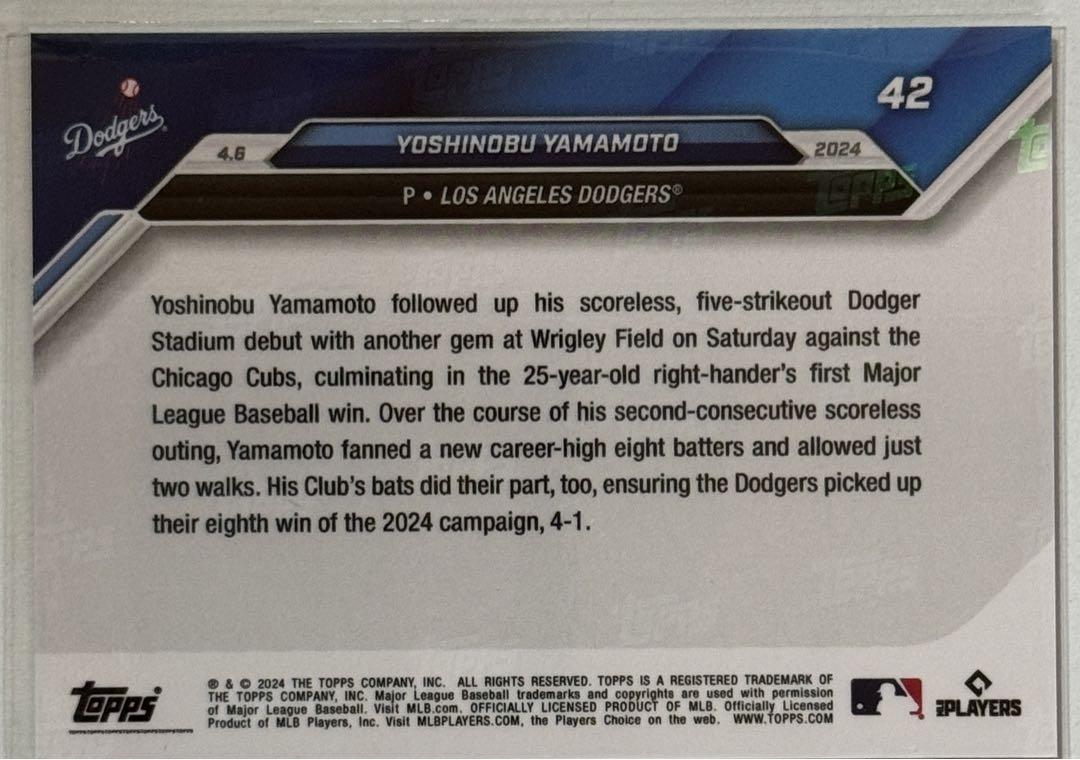 Dodgers
42
4.6
YOSHINOBU YAMAMOTO
2024
P • LOS ANGELES DODGERS®
Yoshinobu Yamamoto followed up his scoreless, five-strikeout Dodger
Stadium debut with another gem at Wrigley Field on Saturday against the
Chicago Cubs, culminating in the 25-year-old right-hander's first Major
League Baseball win. Over the course of his second-consecutive scoreless
outing, Yamamoto fanned a new career-high eight batters and allowed just
two walks. His Club's bats did their part, too, ensuring the Dodgers picked up
their eighth win of the 2024 campaign, 4-1.
Topps
® & © 2024 THE TOPPS COMPANY, INC. ALL RIGHTS RESERVED. TOPPS IS A REGISTERED TRADEMARK OF
THE TOPPS COMPANY, INC. Major League Baseball trademarks and copyrights are used with permission
of Major League Baseball. Visit MLB.com. OFFICIALLY LICENSED PRODUCT OF MLB. Officially Licensed
Product of MLB Players, Inc. Visit MLBPLAYERS.COM, the Players Choice on the web. WWW.TOPPS.COM
MLB PLAYERS